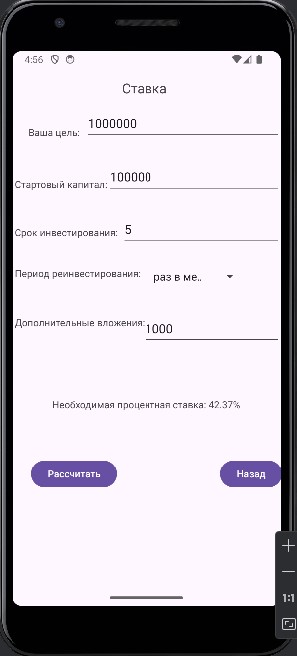 4:56
Ставка
Ваша цель: 1000000
Стартовый капитал: 100000
Срок инвестирования: 5
Период реинвестирования: раз в ме..
Дополнительные вложения: 1000
Необходимая процентная ставка: 42.37%
Рассчитать Назад
1:1